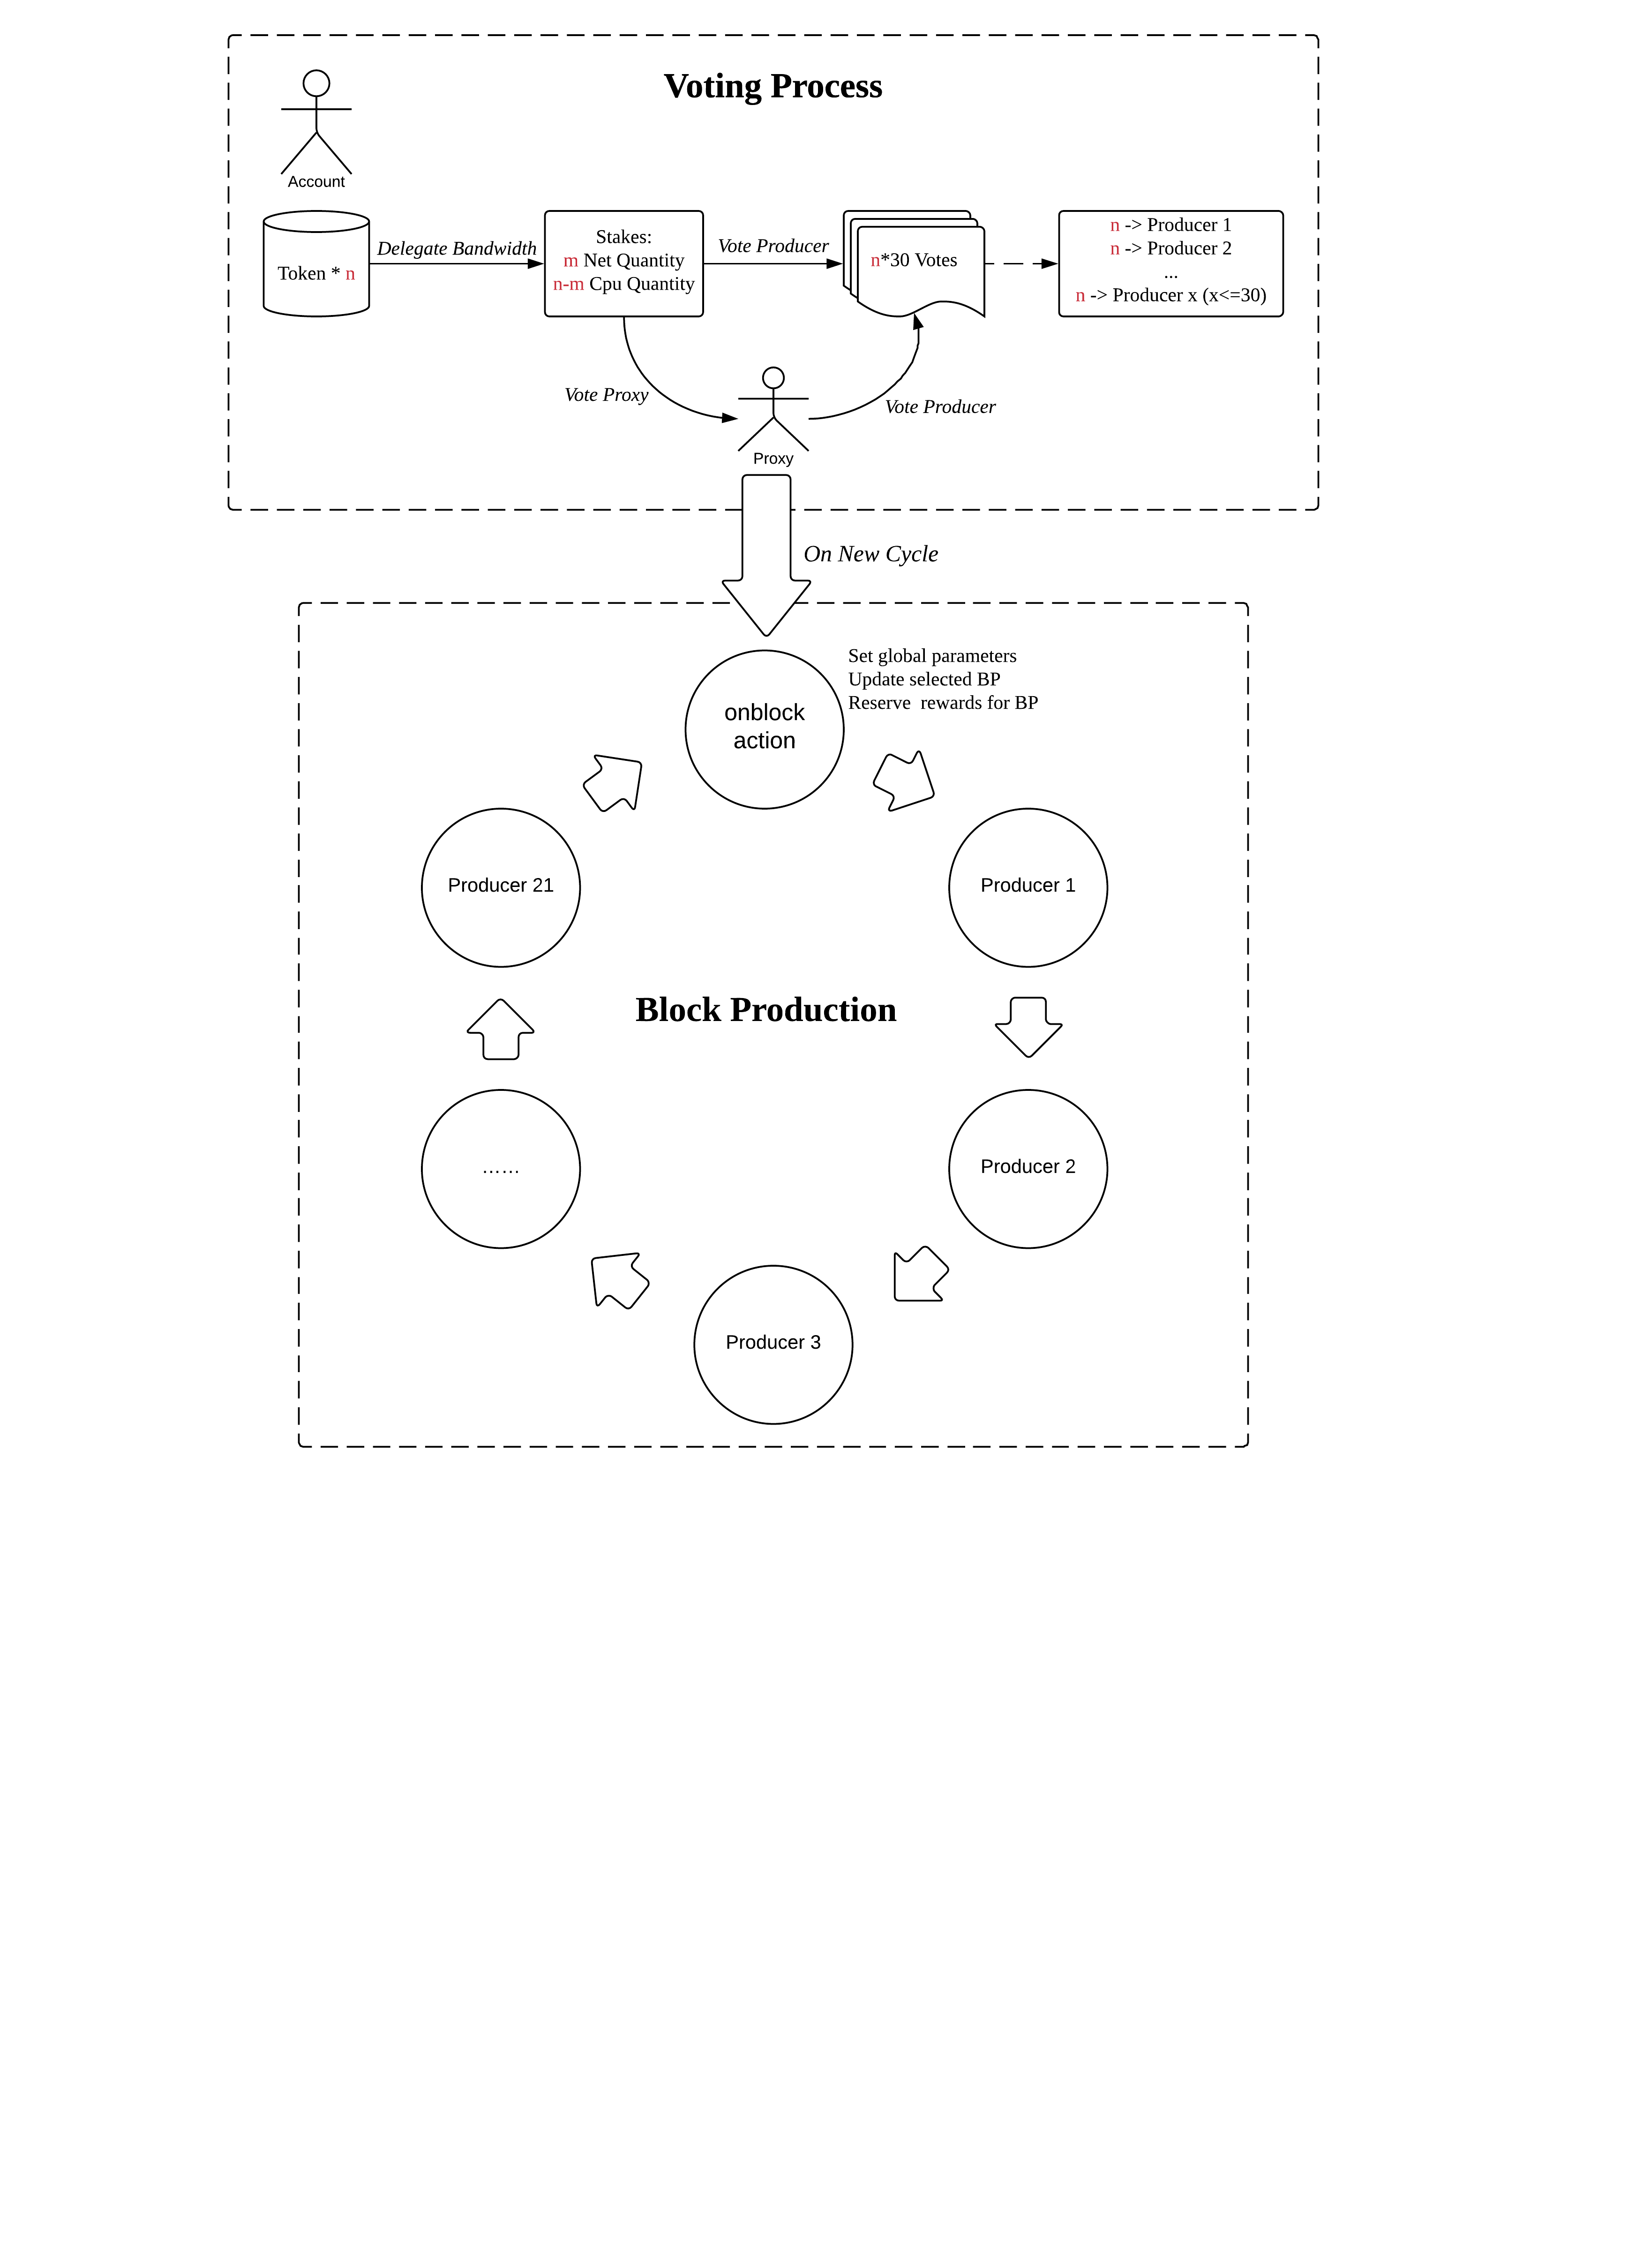 Voting Process
Account
Token * n
Delegate Bandwidth
Stakes:
m Net Quantity
n-m Cpu Quantity
Vote Producer
n*30 Votes
n -> Producer 1
n -> Producer 2
...
n -> Producer x (x<=30)
Vote Proxy
Proxy
Vote Producer
On New Cycle
onblock
action
Set global parameters
Update selected BP
Reserve  rewards for BP
Producer 21
Producer 1
Block Production
……
Producer 2
Producer 3